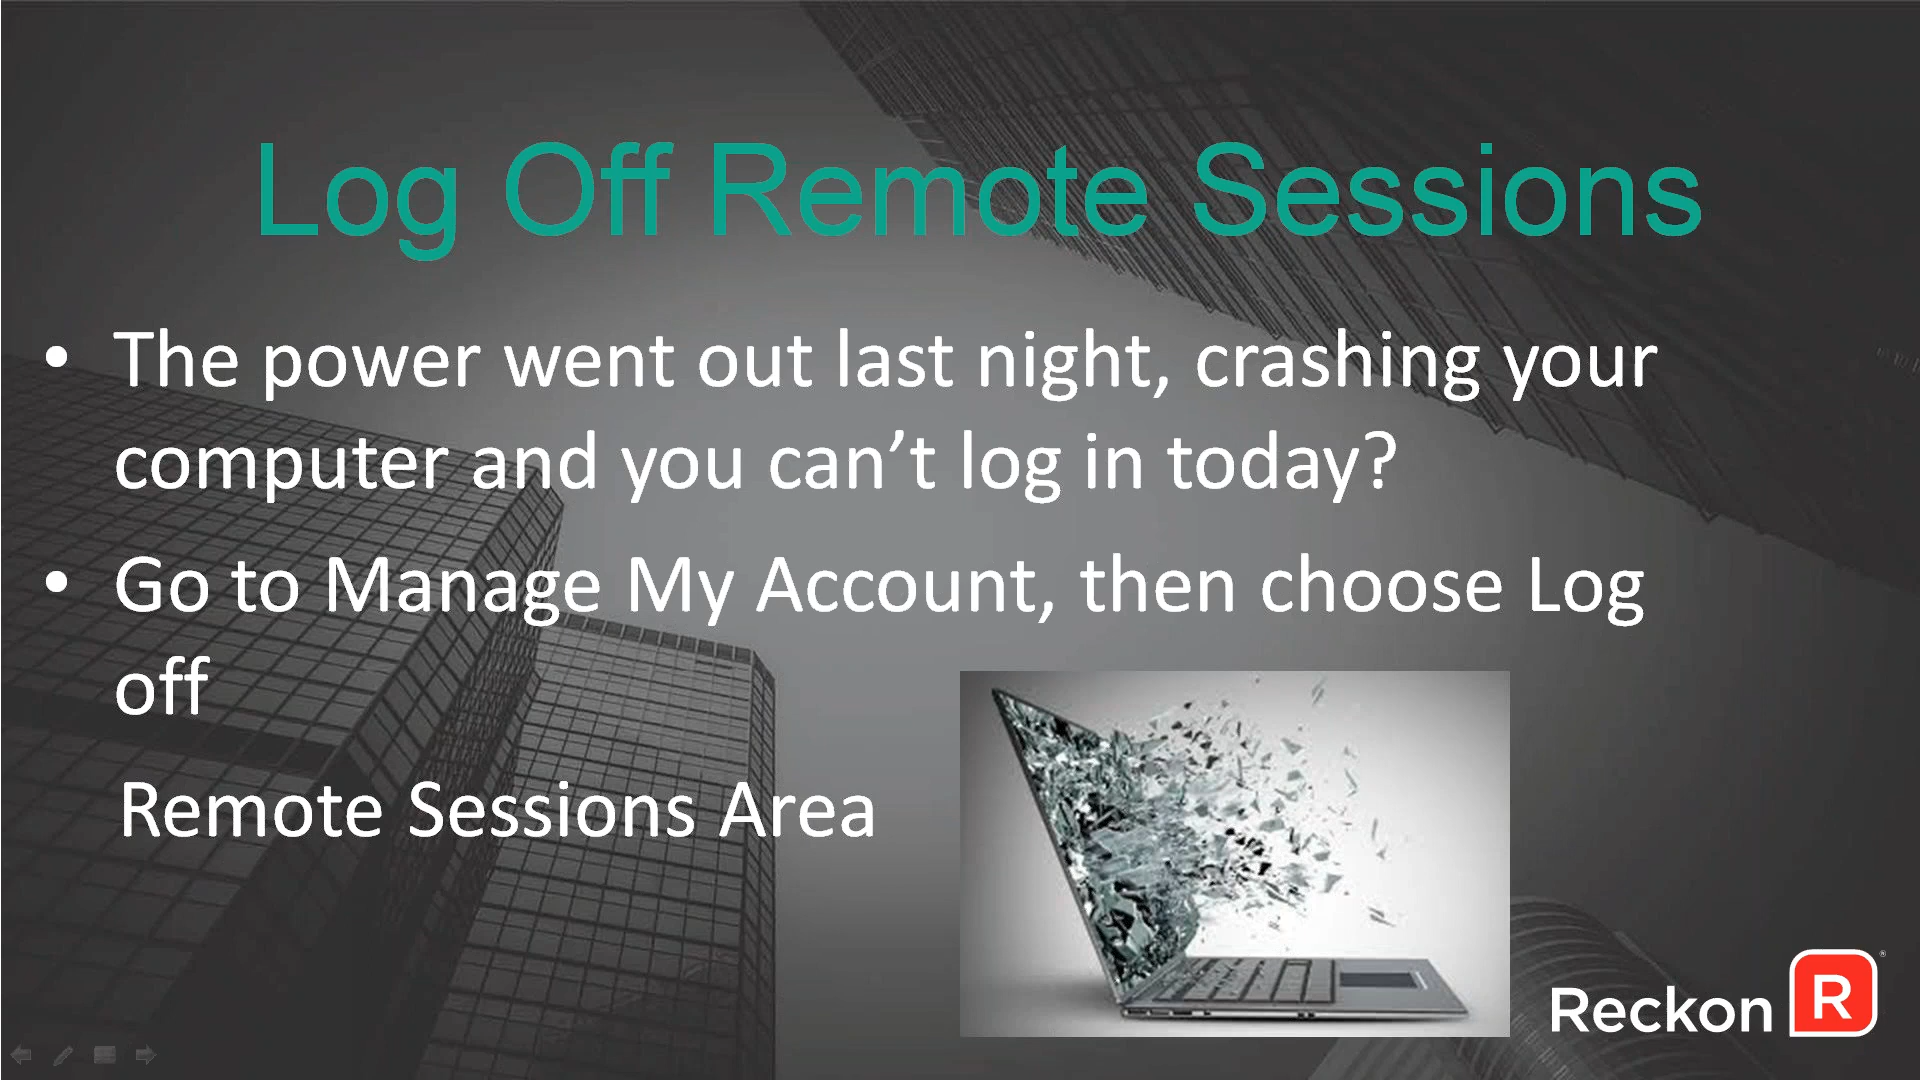 Log Off Remote Sessions
• The power went out last night, crashing your
computer and you can’t log in today?
• Go to Manage My Account, then choose Log
off
Remote Sessions Area
Reckon R®